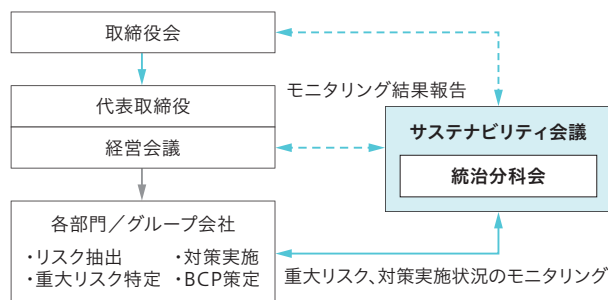 取締役会
代表取締役
モニタリング結果報告
経営会議
サステナビリティ会議
統治分科会
各部門／グループ会社
・リスク抽出 ・対策実施
・重大リスク特定 ・BCP策定
重大リスク、対策実施状況のモニタリング